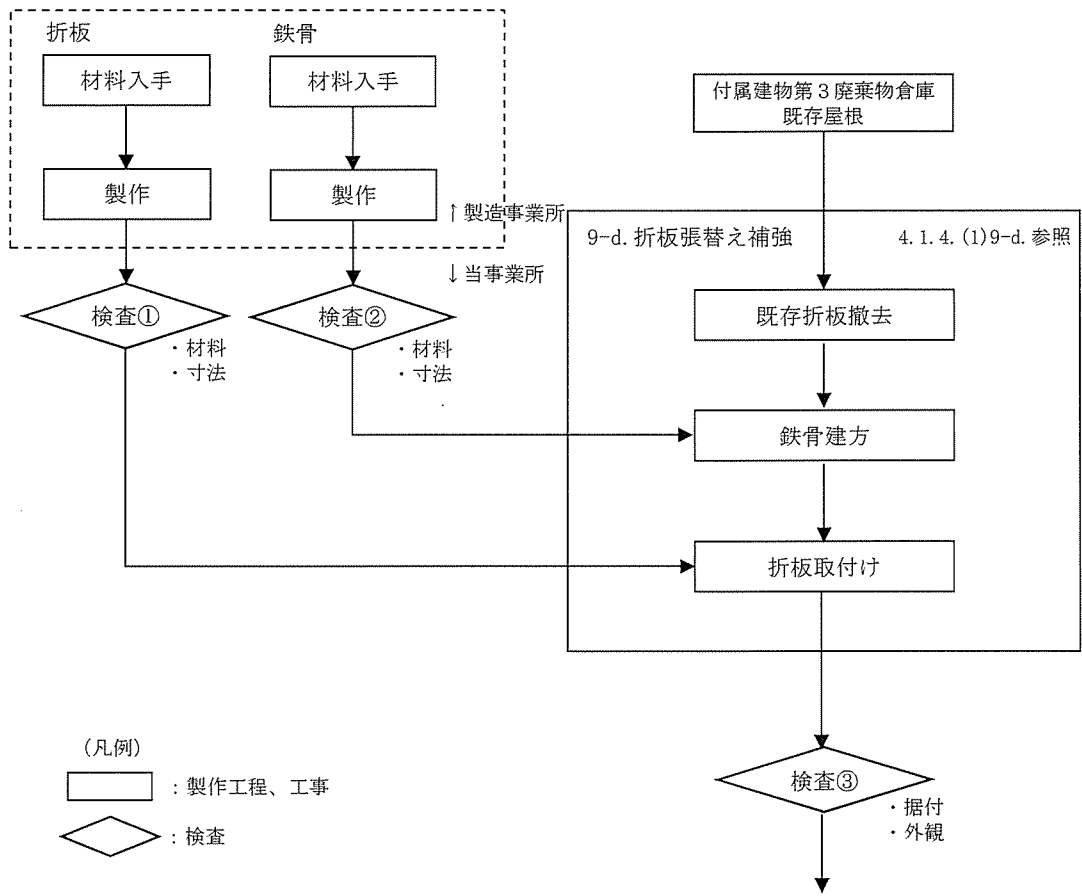 折板
鉄骨
材料入手
材料入手
付属建物第3廃棄物倉庫
既存屋根
製作
製作
↑製造事業所
↓当事業所
9-d.折板張替え補強
4.1.4.(1)9-d.参照
検査①
・材料
・寸法
検査②
・材料
・寸法
既存折板撤去
鉄骨建方
折板取付け
検査③
・据付
・外観
(凡例)
：製作工程、工事
：検査